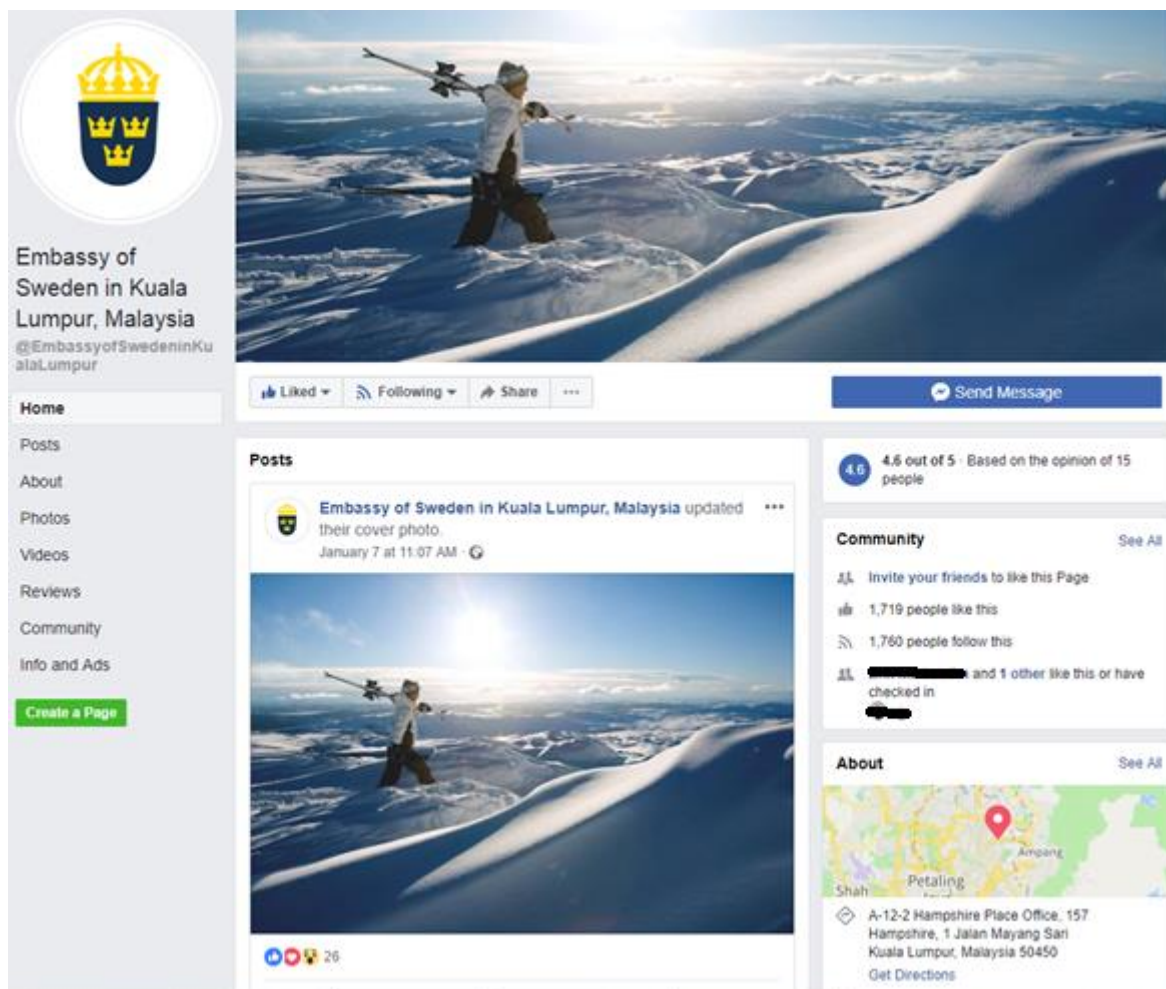 Embassy of
Sweden in Kuala
Lumpur, Malaysia
@EmbassyofSwedeninKu
alaLumpur
Home
Posts
About
Photos
Videos
Reviews
Community
Info and Ads
Create a Page
Liked
Following
Share
Send Message
Posts
Embassy of Sweden in Kuala Lumpur, Malaysia updated
their cover photo.
January 7 at 11:07 AM ·
26
4.6
4.6 out of 5 · Based on the opinion of 15
people
Community
See All
Invite your friends to like this Page
1,719 people like this
1,760 people follow this
and 1 other like this or have
checked in
About
See All
Ampang
Petaling
Shah
A-12-2 Hampshire Place Office, 157
Hampshire, 1 Jalan Mayang Sari
Kuala Lumpur, Malaysia 50450
Get Directions